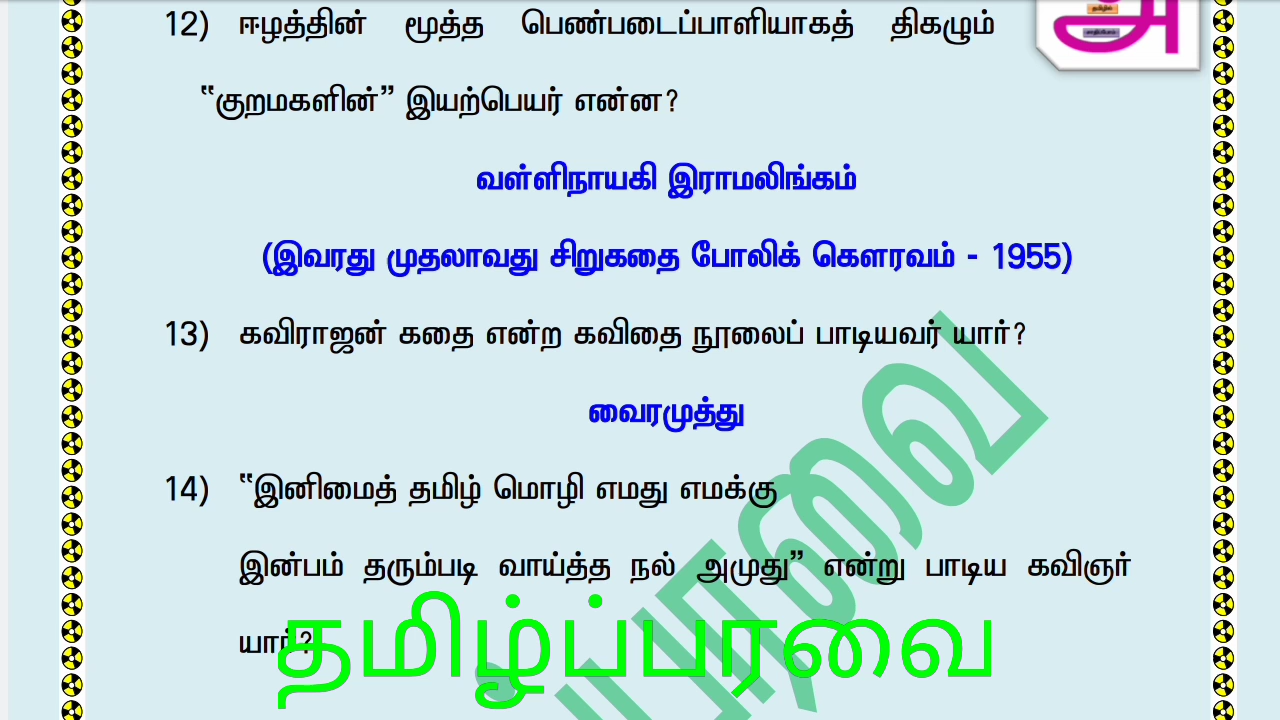 12) ஈழத்தின் மூத்த பெண்படைப்பாளியாகத் திகழும்
“குறமகளின்” இயற்பெயர் என்ன?
வள்ளிநாயகி இராமலிங்கம்
(இவரது முதலாவது சிறுகதை போலிக் கௌரவம் - 1955)
13) கவிராஜன் கதை என்ற கவிதை நூலைப் பாடியவர் யார்?
வைரமுத்து
14) “இனிமைத் தமிழ் மொழி எமது எமக்கு
இன்பம் தரும்படி வாய்த்த நல் அமுது” என்று பாடிய கவிஞர்
யார்?
தமிழ்ப்பரவை